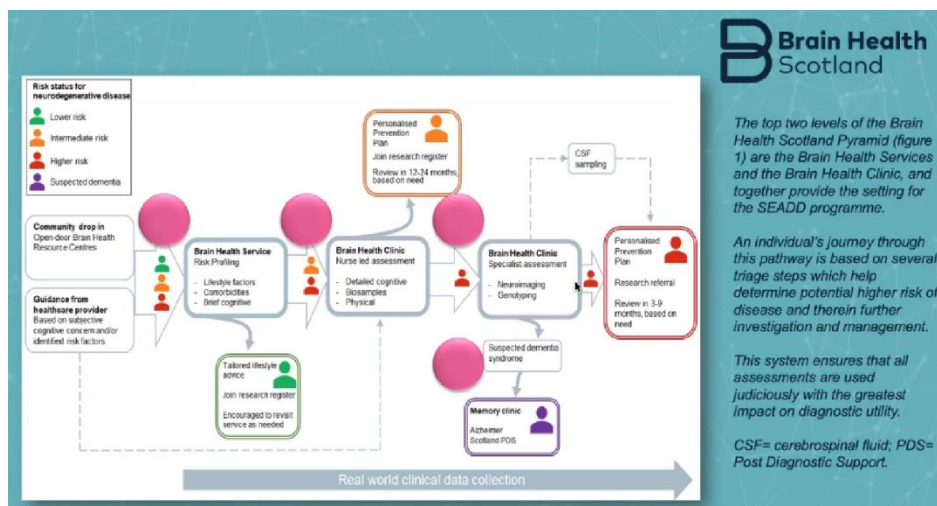 Brain Health
Scotland
Risk status for
neurodegenerative disease
Lower risk
Intermediate risk
Higher risk
Suspected dementia
Community drop in
Open-door Brain Health
Resource Centres
Guidance from
healthcare provider
Based on subjective
cognitive concern and/or
identified risk factors
Brain Health Service
Risk Profiling
- Lifestyle factors
- Comorbidities
- Brief cognitive
Tailored lifestyle
advice
Join research register
Encouraged to revisit
service as needed
Personalised
Prevention
Plan
Join research register
Review in 12-24 months,
based on need
Brain Health Clinic
Nurse led assessment
- Detailed cognitive
- Biosamples
- Physical
Brain Health Clinic
Specialist assessment
- Neuroimaging
- Genotyping
CSF
sampling
Personalised
Prevention
Plan
Research referral
Review in 3-9
months, based on
need
Suspected dementia
syndrome
Memory clinic
Alzheimer
Scotland PDS
Real world clinical data collection
The top two levels of the Brain
Health Scotland Pyramid (figure
1) are the Brain Health Services
and the Brain Health Clinic, and
together provide the setting for
the SEADD programme.
An individual's journey through
this pathway is based on several
triage steps which help
determine potential higher risk of
disease and therein further
investigation and management.
This system ensures that all
assessments are used
judiciously with the greatest
impact on diagnostic utility.
CSF= cerebrospinal fluid; PDS=
Post Diagnostic Support.